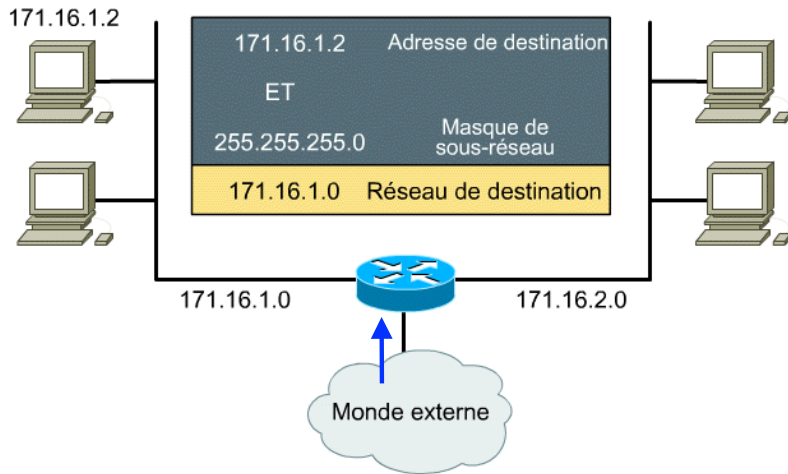 171.16.1.2
171.16.1.2 Adresse de destination
ET
255.255.255.0 Masque de
sous-réseau
171.16.1.0 Réseau de destination
171.16.1.0
171.16.2.0
Monde externe